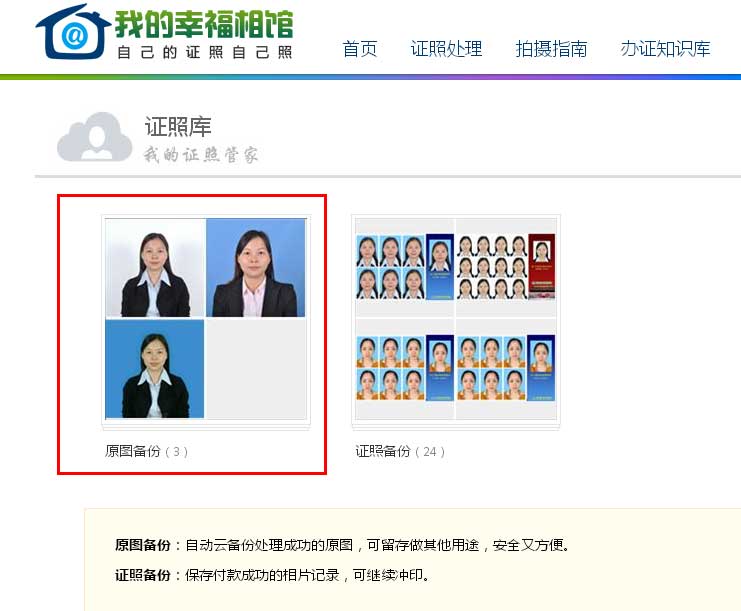 我的幸福相馆
自己的证照自己照
首页 证照处理 拍摄指南 办证知识库
证照库
我的证照管家
原图备份（3） 证照备份（24）
原图备份：自动云备份处理成功的原图，可留存做其他用途，安全又方便。
证照备份：保存付款成功的相片记录，可继续冲印。